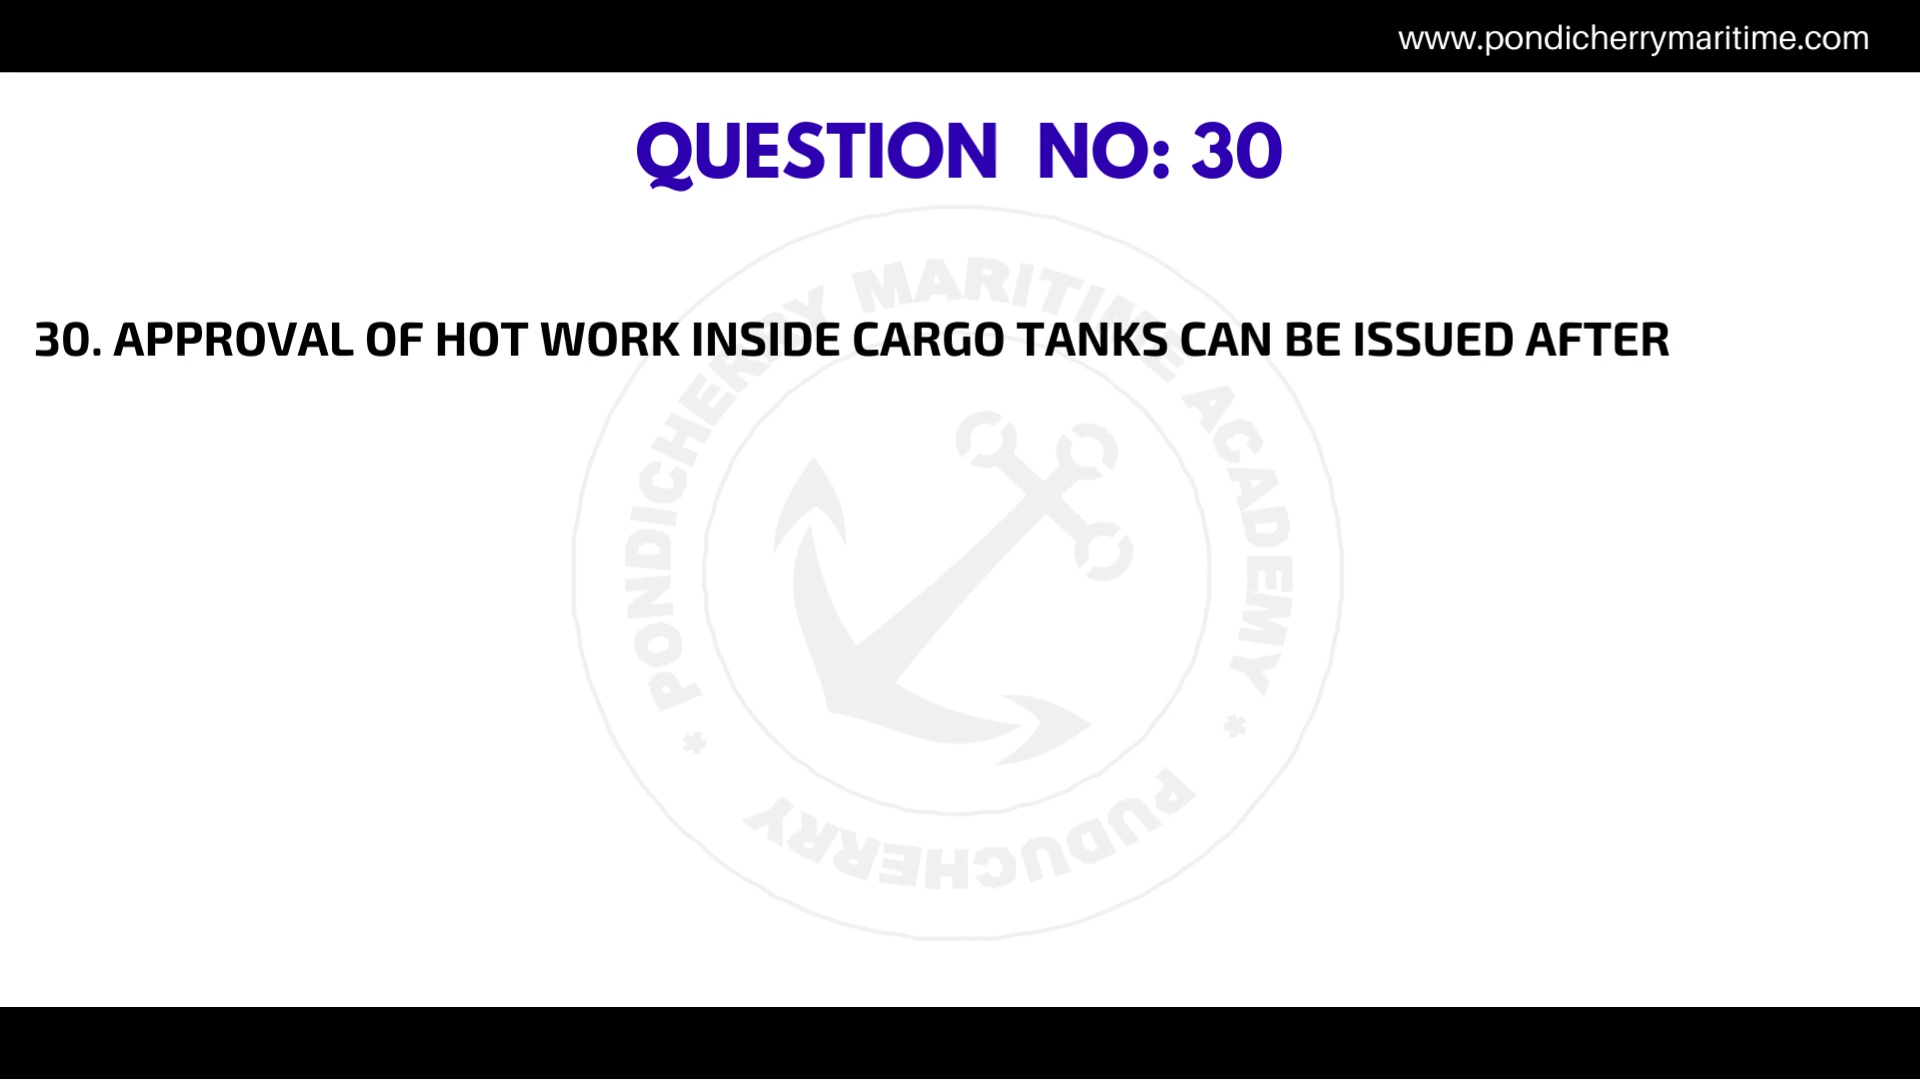 www.pondicherrymaritime.com
QUESTION NO: 30
PONDICHERRY MARITIME ACADEMY
30. APPROVAL OF HOT WORK INSIDE CARGO TANKS CAN BE ISSUED AFTER
* PUDUCHERRY *